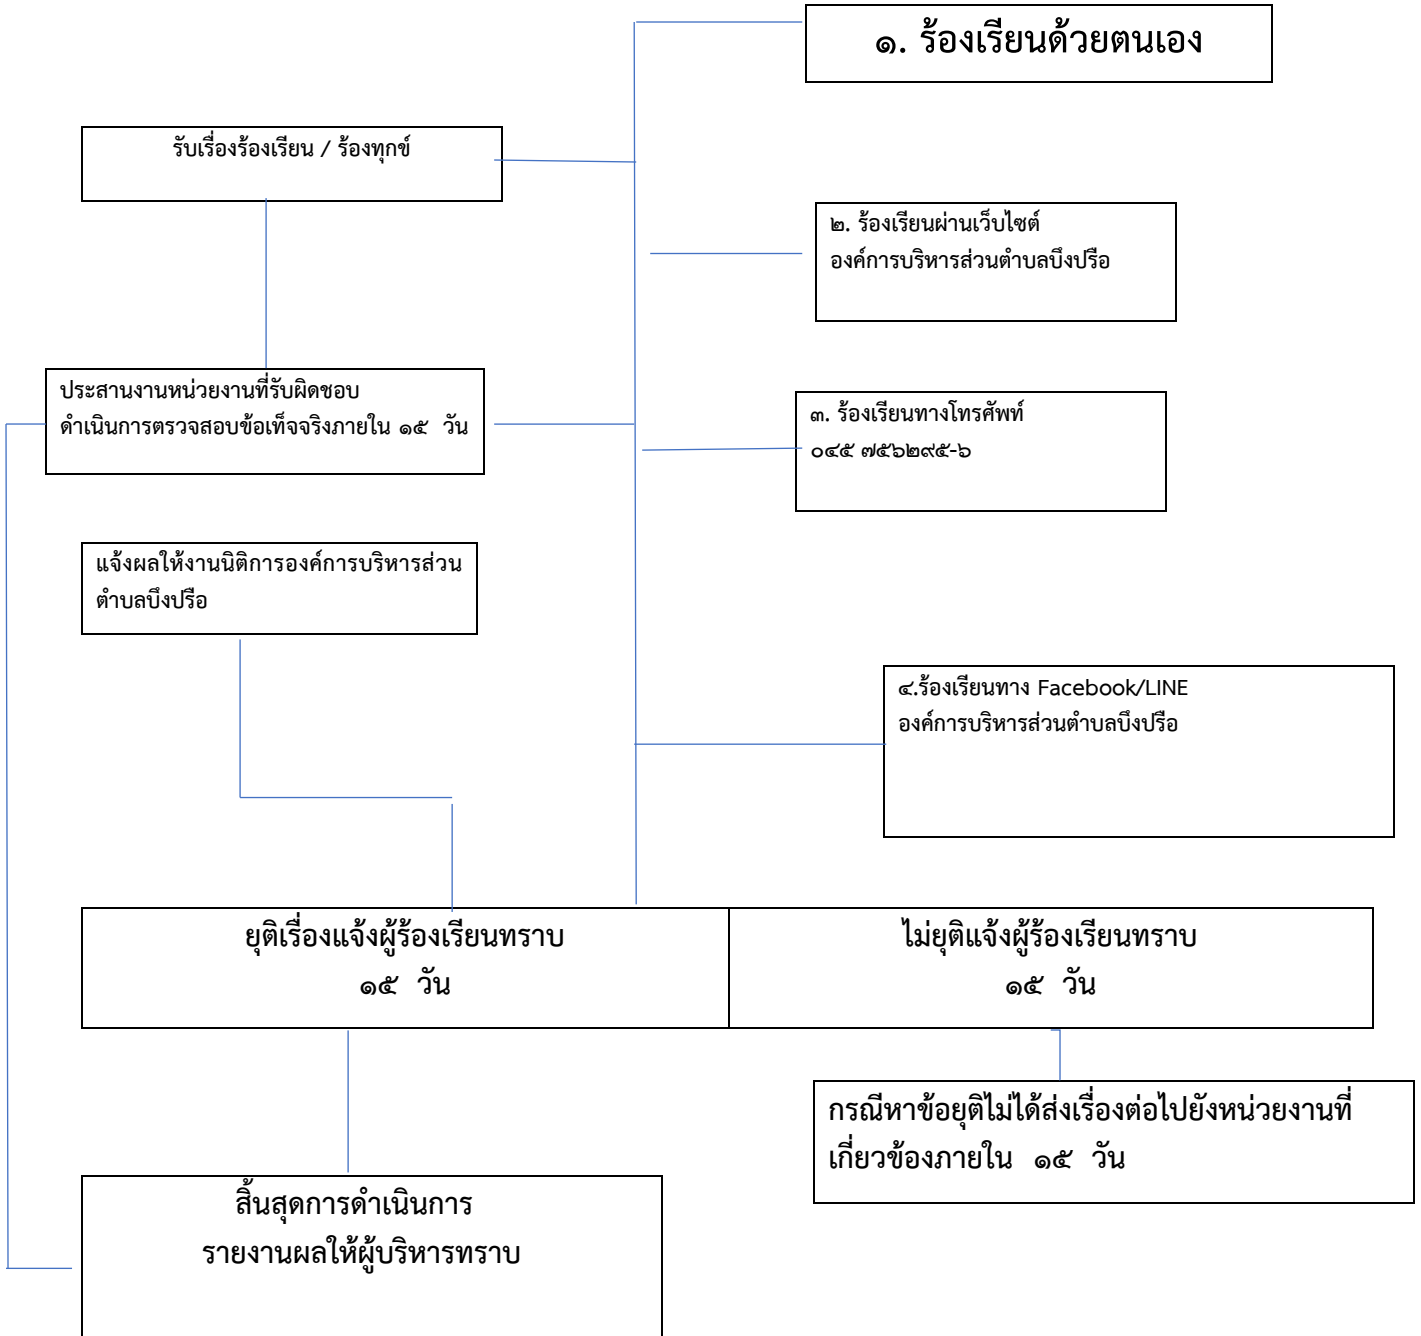 ๑. ร้องเรียนด้วยตนเอง
รับเรื่องร้องเรียน / ร้องทุกข์
๒. ร้องเรียนผ่านเว็บไซต์
องค์การบริหารส่วนตำบลบึงปรือ
ประสานงานหน่วยงานที่รับผิดชอบ
ดำเนินการตรวจสอบข้อเท็จจริงภายใน ๑๕ วัน
๓. ร้องเรียนทางโทรศัพท์
๐๔๕ ๗๕๖๒๙๕-๖
แจ้งผลให้งานนิติการองค์การบริหารส่วน
ตำบลบึงปรือ
๔.ร้องเรียนทาง Facebook/LINE
องค์การบริหารส่วนตำบลบึงปรือ
ยุติเรื่องแจ้งผู้ร้องเรียนทราบ
๑๕ วัน
ไม่ยุติแจ้งผู้ร้องเรียนทราบ
๑๕ วัน
กรณีหาข้อยุติไม่ได้ส่งเรื่องต่อไปยังหน่วยงานที่
เกี่ยวข้องภายใน ๑๕ วัน
สิ้นสุดการดำเนินการ
รายงานผลให้ผู้บริหารทราบ